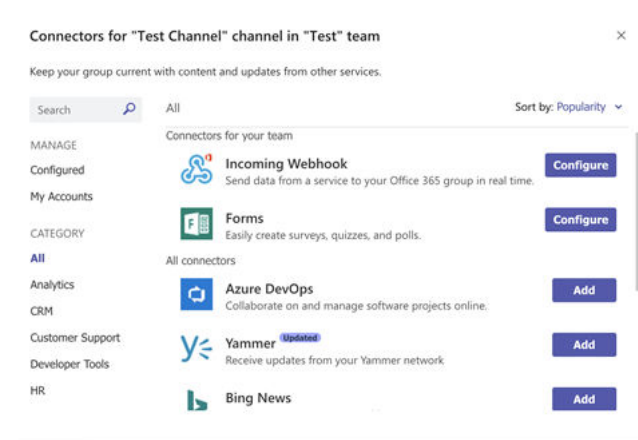 Connectors for "Test Channel" channel in "Test" team
Keep your group current with content and updates from other services.
Search
All
Sort by: Popularity
MANAGE
Configured
My Accounts
CATEGORY
All
Analytics
CRM
Customer Support
Developer Tools
HR
Connectors for your team
Incoming Webhook
Send data from a service to your Office 365 group in real time.
Configure
Forms
Easily create surveys, quizzes, and polls.
Configure
All connectors
Azure DevOps
Collaborate on and manage software projects online.
Add
Yammer Updated
Receive updates from your Yammer network
Add
Bing News
Add